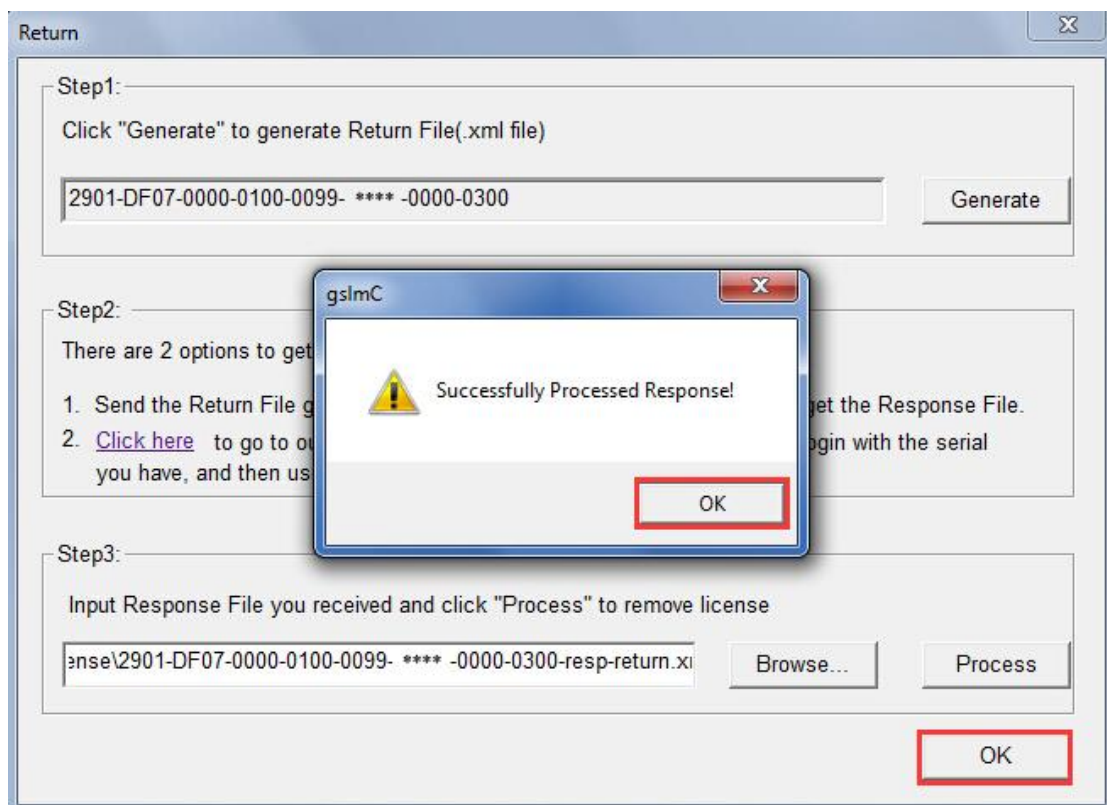 Return
Step1:
Click "Generate" to generate Return File(.xml file)
2901-DF07-0000-0100-0099- **** -0000-0300
Generate
gslmC
Step2:
There are 2 options to get
Successfully Processed Response!
1. Send the Return File g
get the Response File.
2. Click here to go to ou
ogin with the serial
you have, and then us
OK
Step3:
Input Response File you received and click "Process" to remove license
ense\2901-DF07-0000-0100-0099- **** -0000-0300-resp-return.x
Browse...
Process
OK